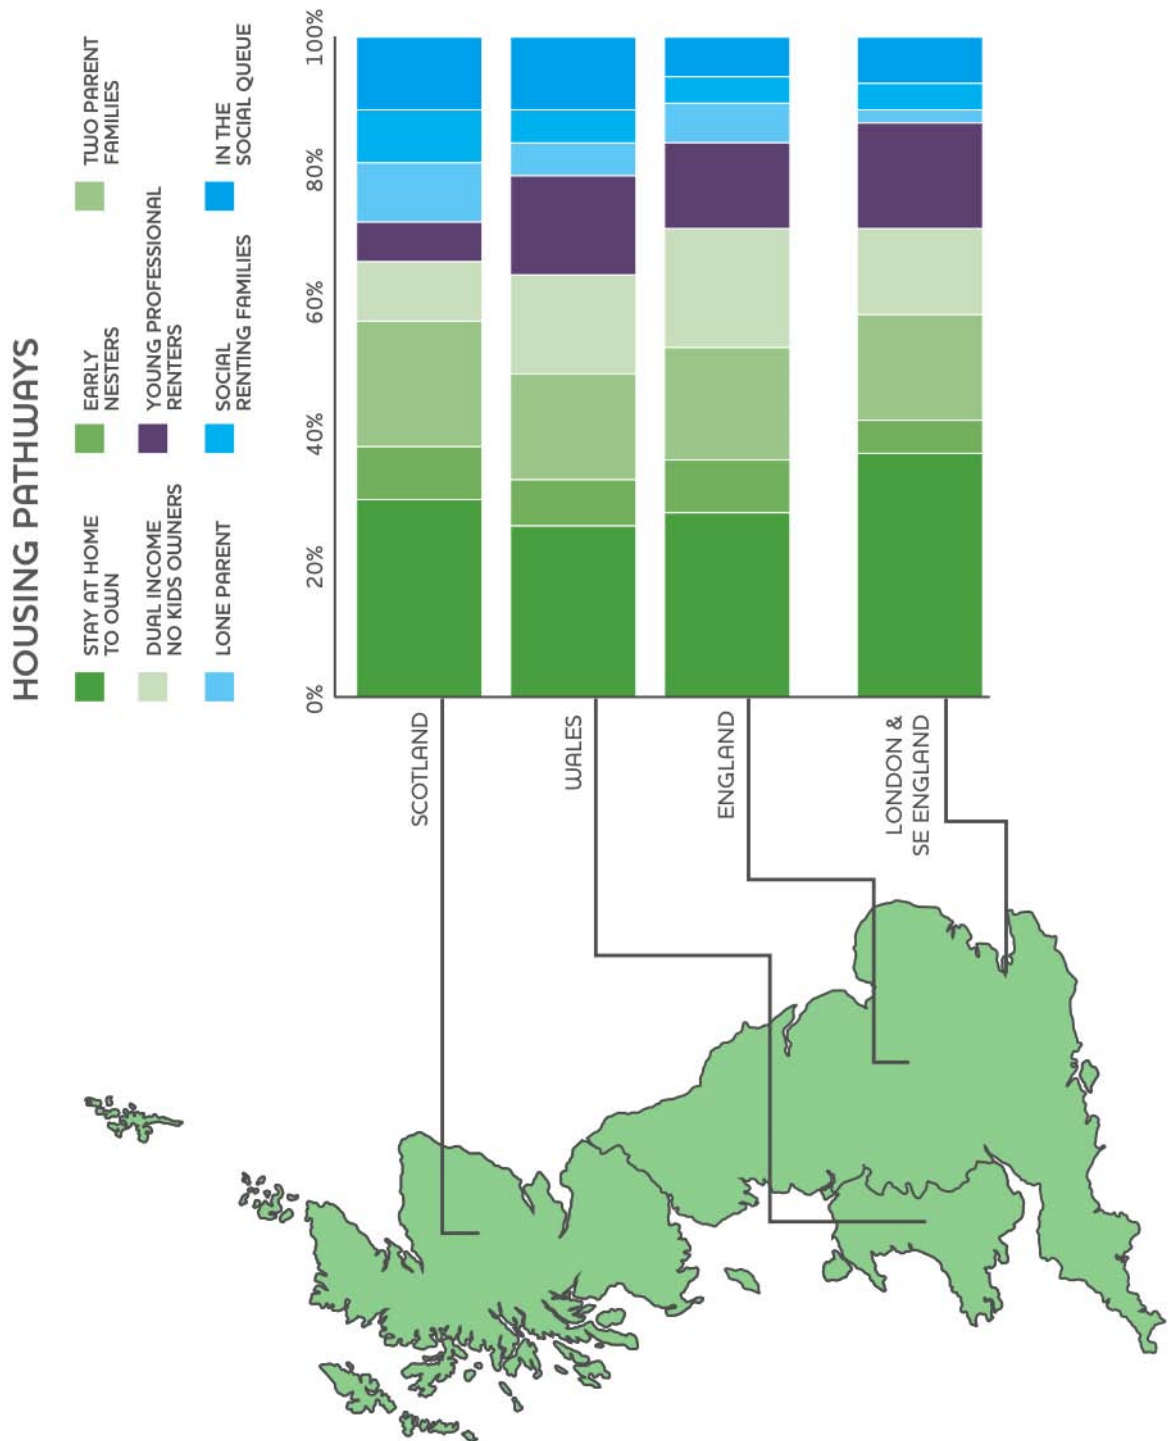 HOUSING PATHWAYS
STAY AT HOME
TO OWN
EARLY
NESTERS
TWO PARENT
FAMILIES
DUAL INCOME
NO KIDS OWNERS
YOUNG PROFESSIONAL
RENTERS
LONE PARENT
SOCIAL
RENTING FAMILIES
IN THE
SOCIAL QUEUE
0%
20%
40%
60%
80%
100%
SCOTLAND
WALES
ENGLAND
LONDON &
SE ENGLAND